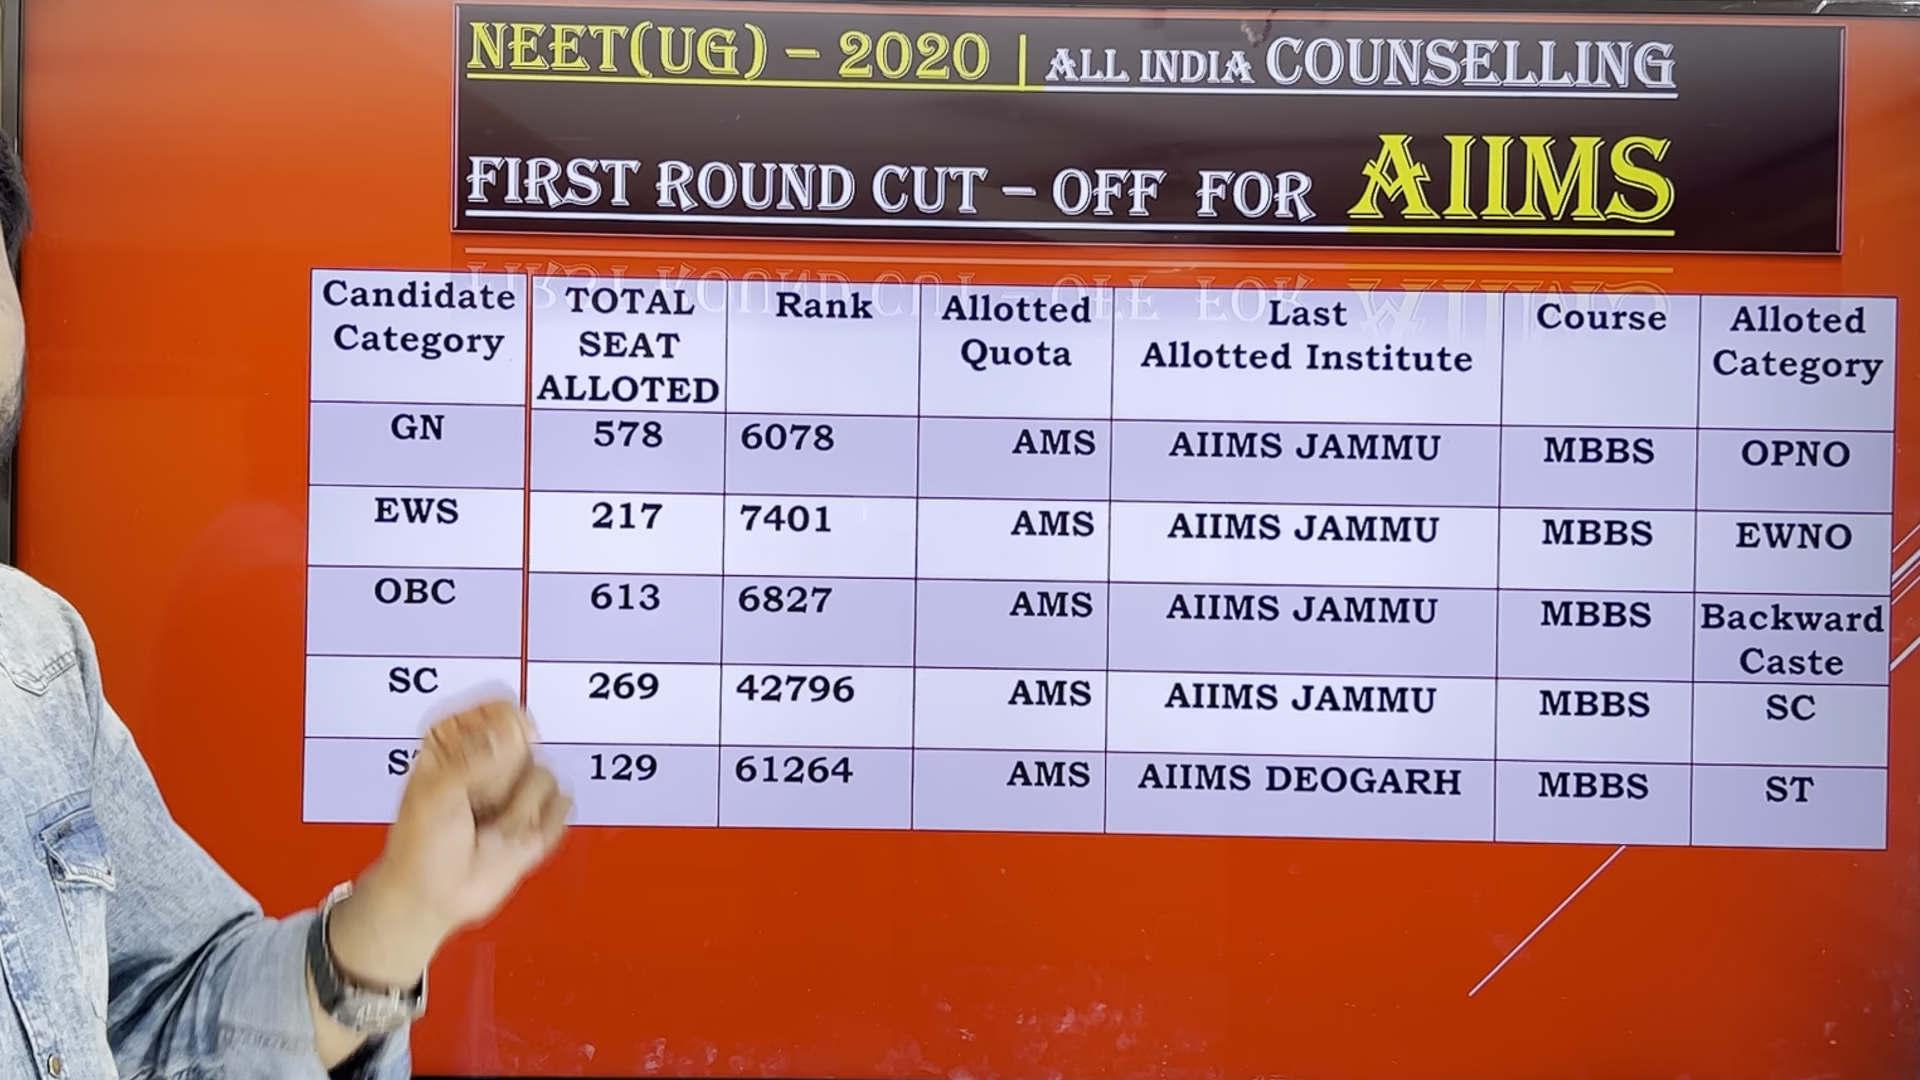 NEET(UG) – 2020 | ALL INDIA COUNSELLING
FIRST ROUND CUT – OFF FOR AIIMS
Candidate Category TOTAL SEAT ALLOTED Rank Allotted Quota Last Allotted Institute Course Alloted Category
GN 578 6078 AMS AIIMS JAMMU MBBS OPNO
EWS 217 7401 AMS AIIMS JAMMU MBBS EWNO
OBC 613 6827 AMS AIIMS JAMMU MBBS Backward Caste
SC 269 42796 AMS AIIMS JAMMU MBBS SC
129 61264 AMS AIIMS DEOGARH MBBS ST